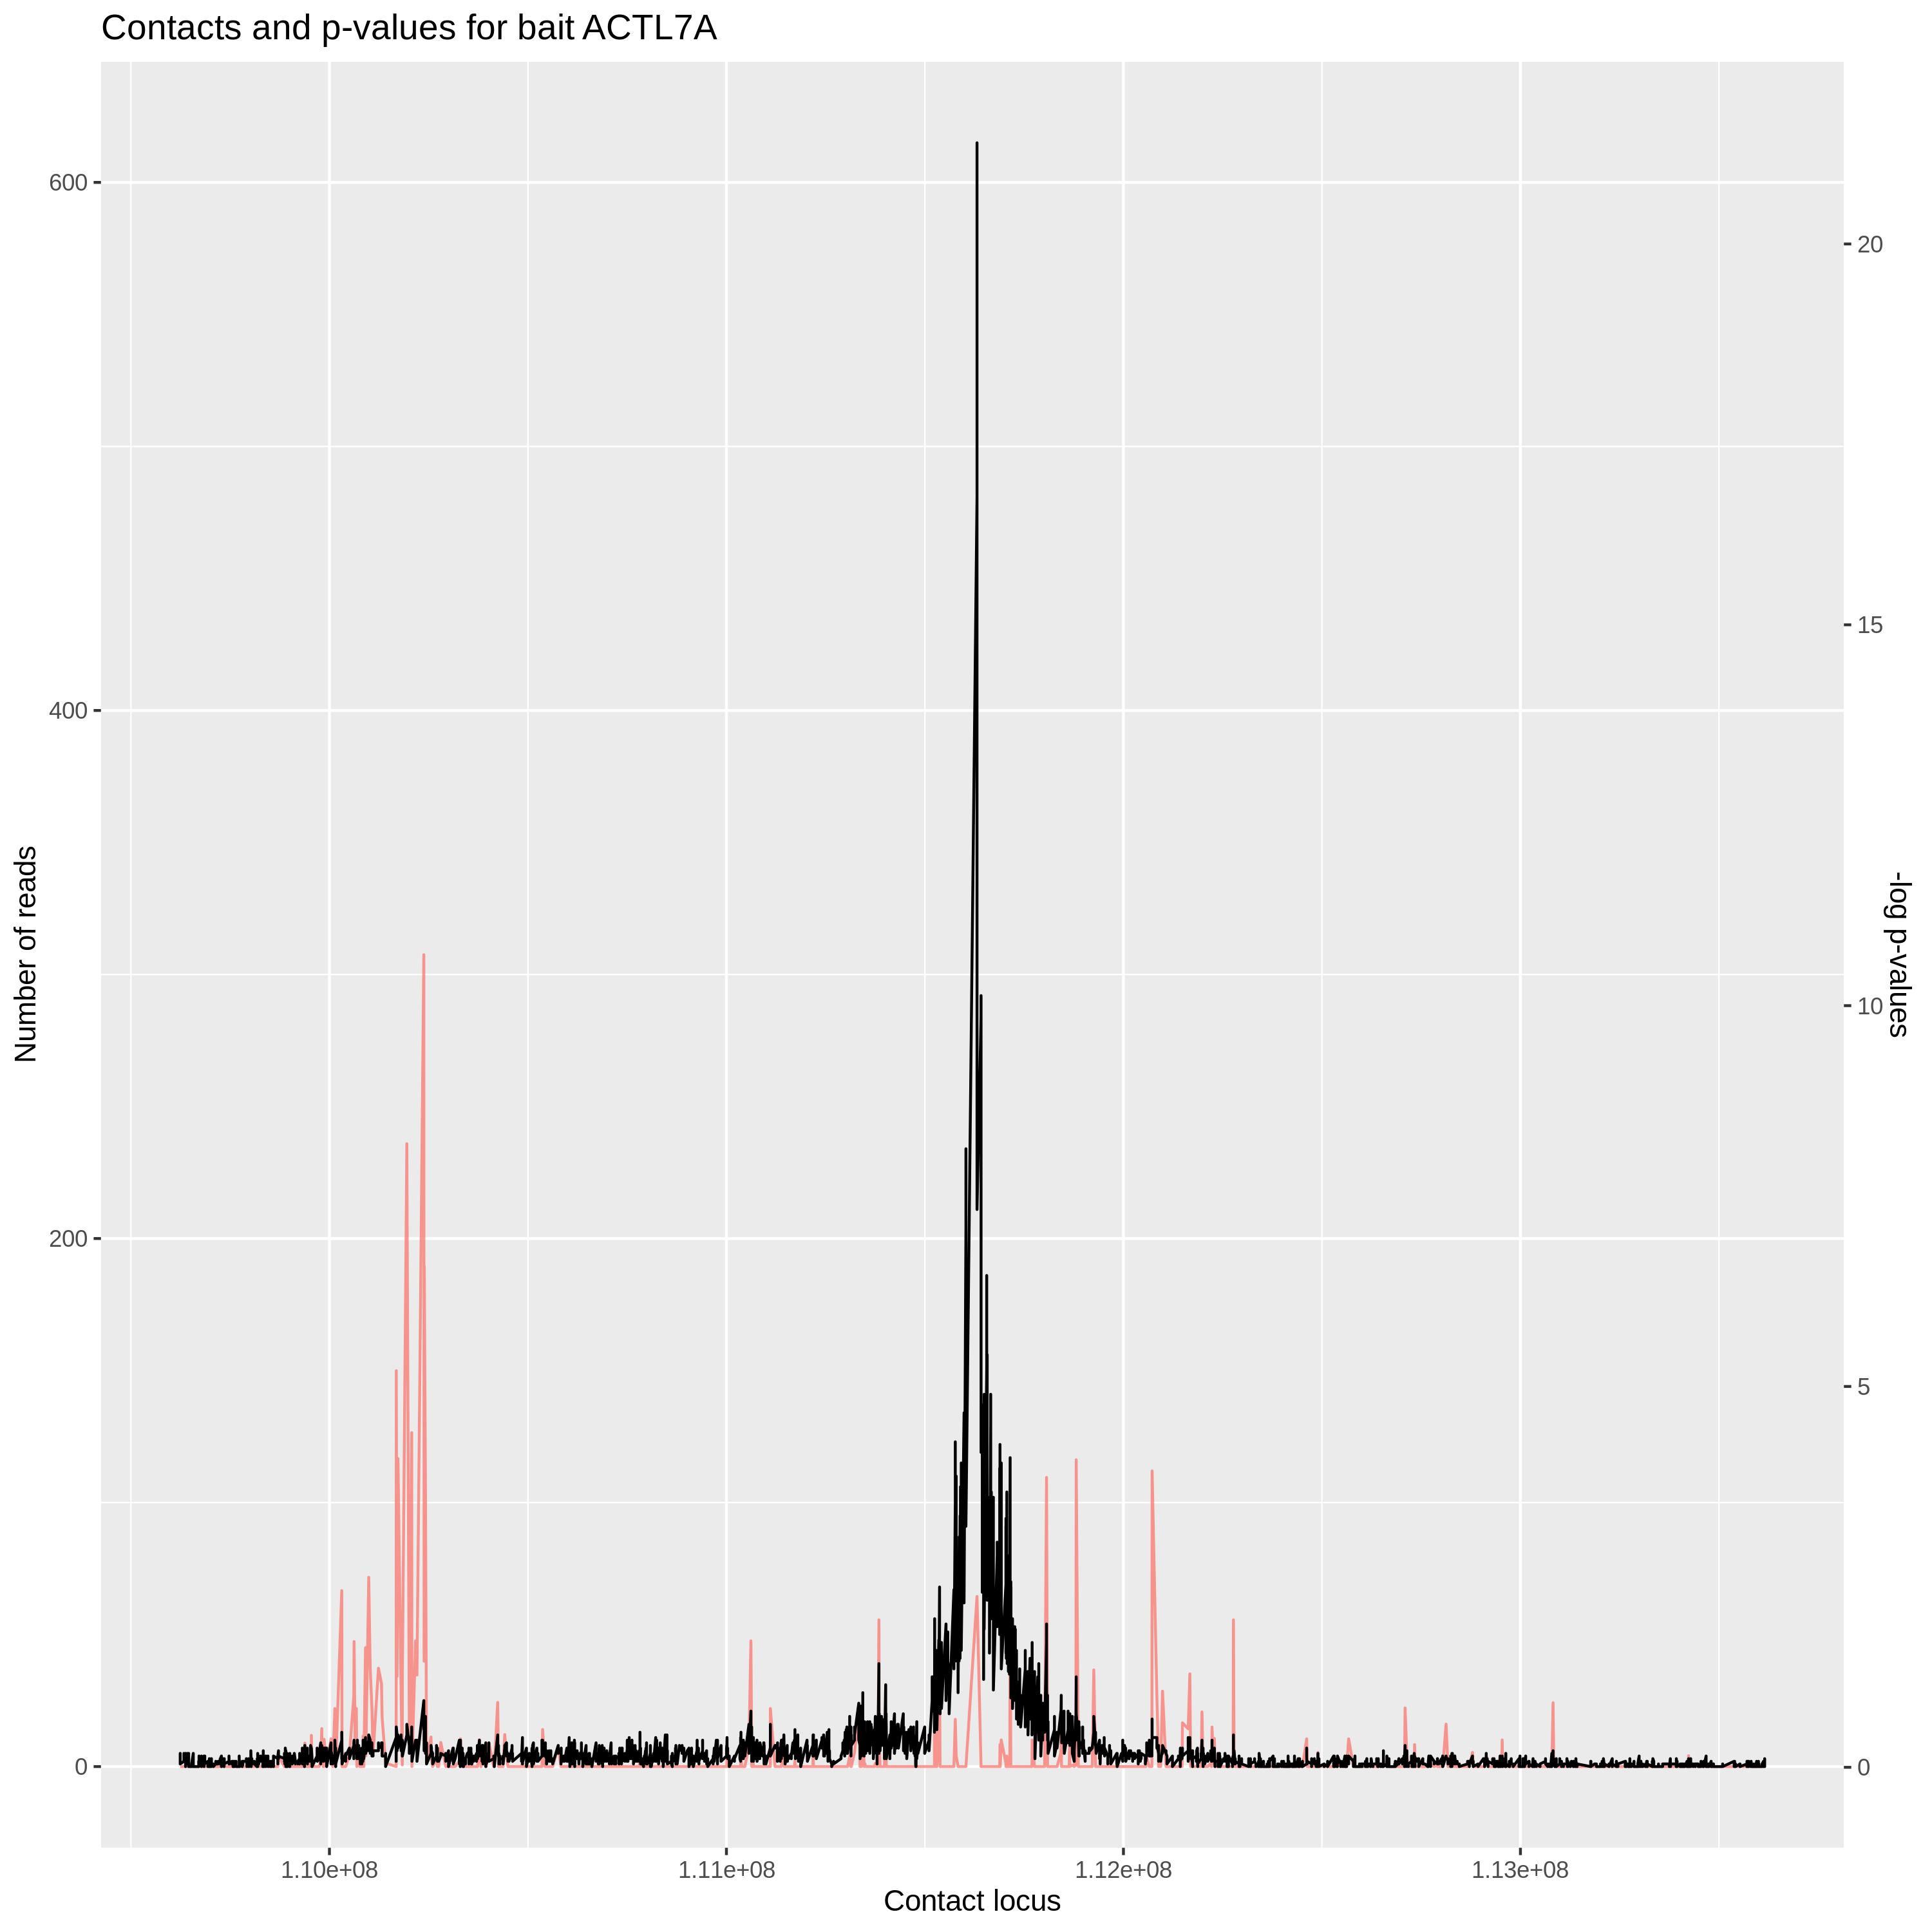 Contacts and p-values for bait ACTL7A
600
400
200
0
Number of reads
20
15
10
5
0
-log p-values
1.10e+08
1.11e+08
1.12e+08
1.13e+08
Contact locus